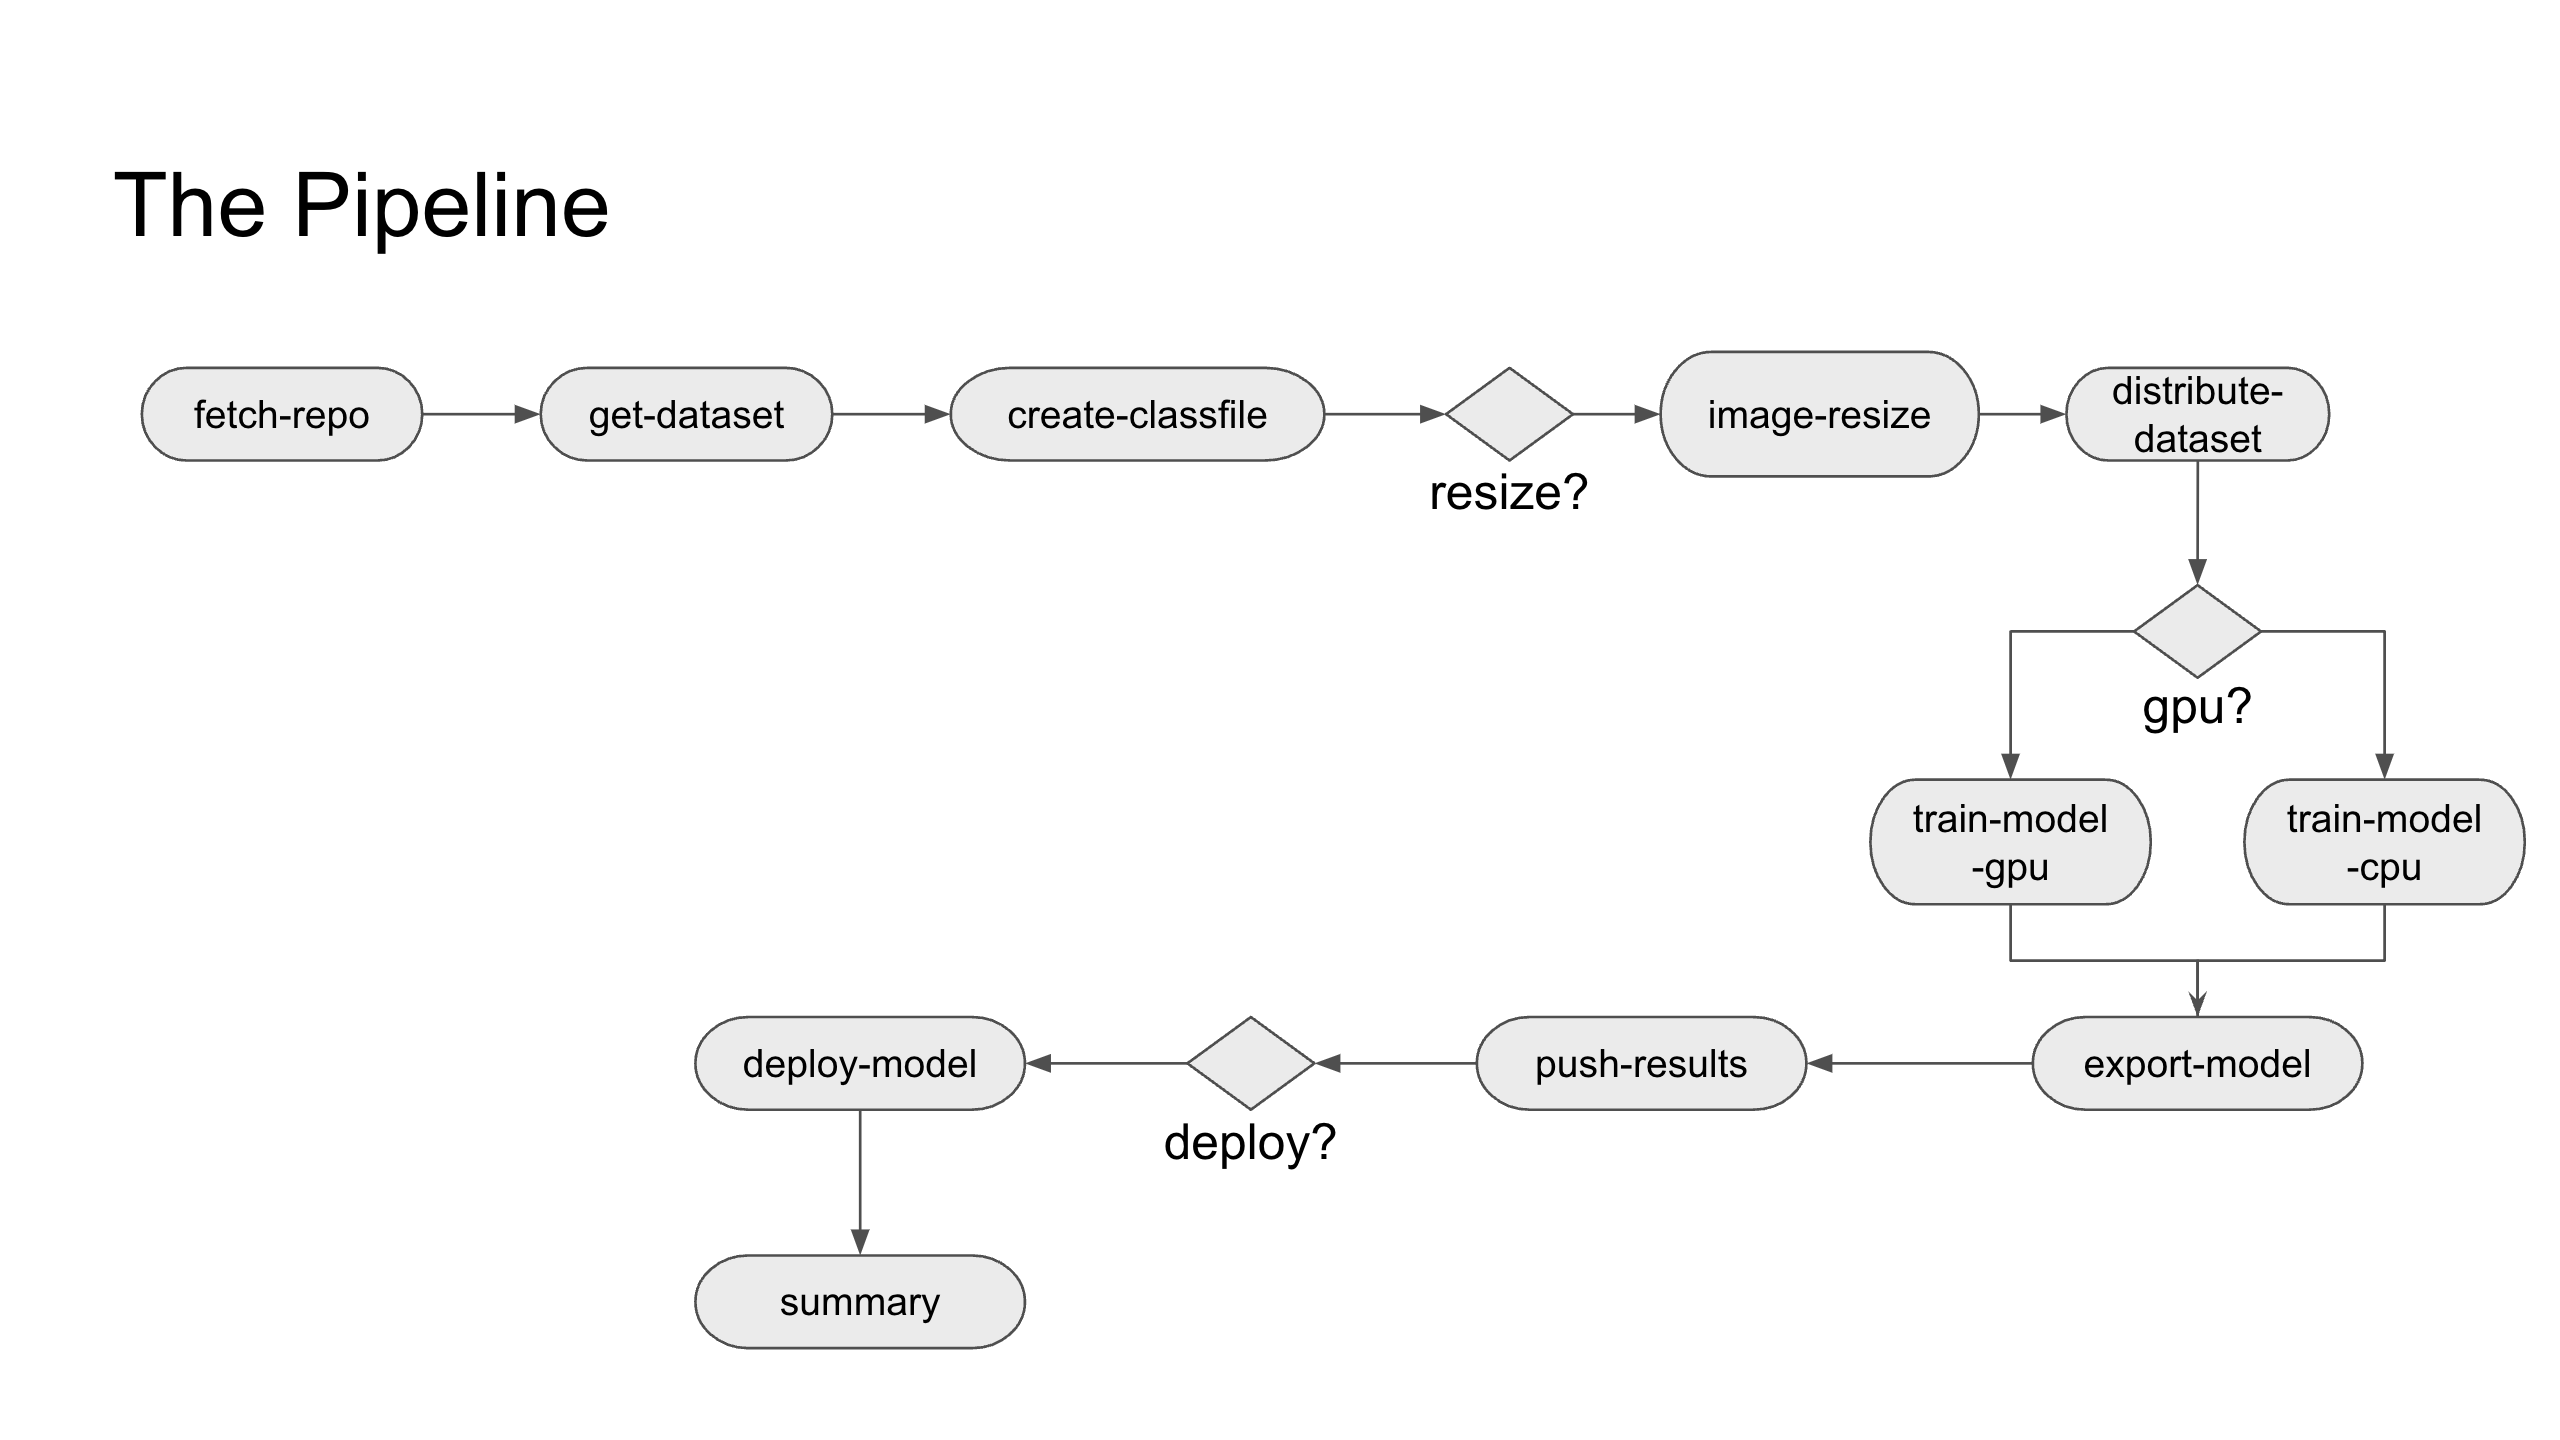 The Pipeline
fetch-repo
get-dataset
create-classfile
resize?
image-resize
distribute-
dataset
gpu?
train-model
-gpu
train-model
-cpu
export-model
push-results
deploy?
deploy-model
summary